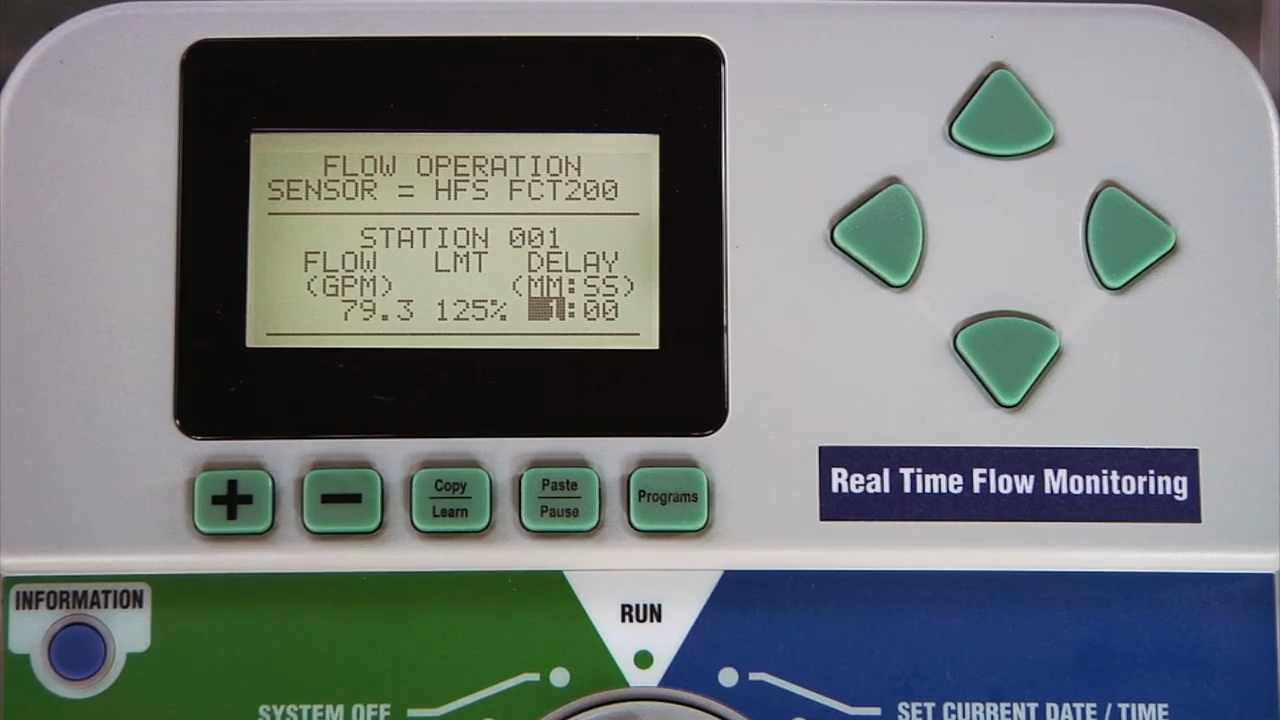 FLOW OPERATION
SENSOR = HFS FCT200
STATION 001
FLOW LMT DELAY
(GPM) (MM:SS)
79.3 125% 1:00
+ − Copy Learn Paste Pause Programs
Real Time Flow Monitoring
INFORMATION
RUN
SYSTEM OFF
SET CURRENT DATE / TIME